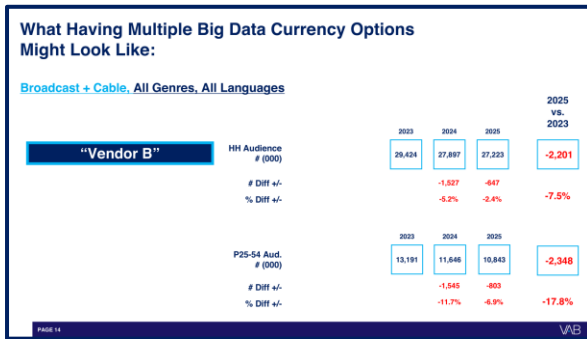 What Having Multiple Big Data Currency Options
Might Look Like:
Broadcast + Cable, All Genres, All Languages
2025
vs.
2023
2023 2024 2025
“Vendor B”
HH Audience
# (000)
29,424 27,897 27,223 -2,201
# Diff +/- -1,527 -647
% Diff +/- -5.2% -2.4% -7.5%
2023 2024 2025
P25-54 Aud.
# (000)
13,191 11,646 10,843 -2,348
# Diff +/- -1,545 -803
% Diff +/- -11.7% -6.9% -17.8%
PAGE 14 VAB